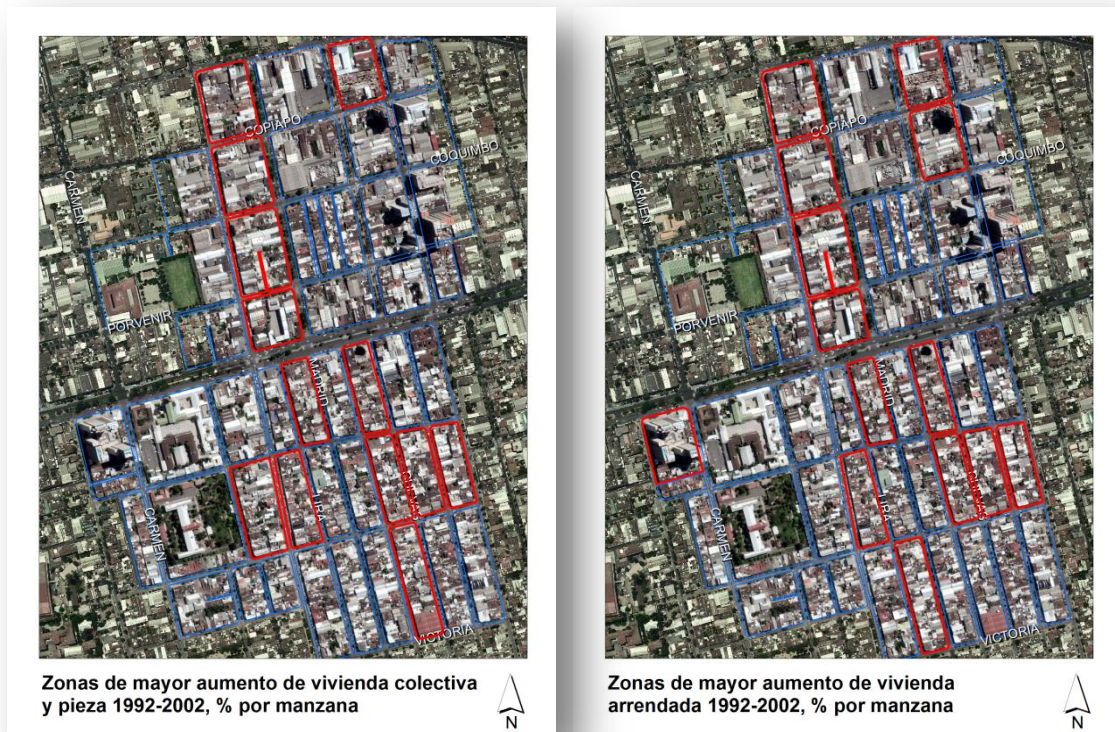 COPIAPO
COQUIMBO
CARMEN
PORVENIR
MADRID
CUEVAS
LIRA
CARMEN
VICTORIA
Zonas de mayor aumento de vivienda colectiva
y pieza 1992-2002, % por manzana
N
COPIAPO
COQUIMBO
CARMEN
PORVENIR
MADRID
CUEVAS
LIRA
CARMEN
VICTORIA
Zonas de mayor aumento de vivienda
arrendada 1992-2002, % por manzana
N